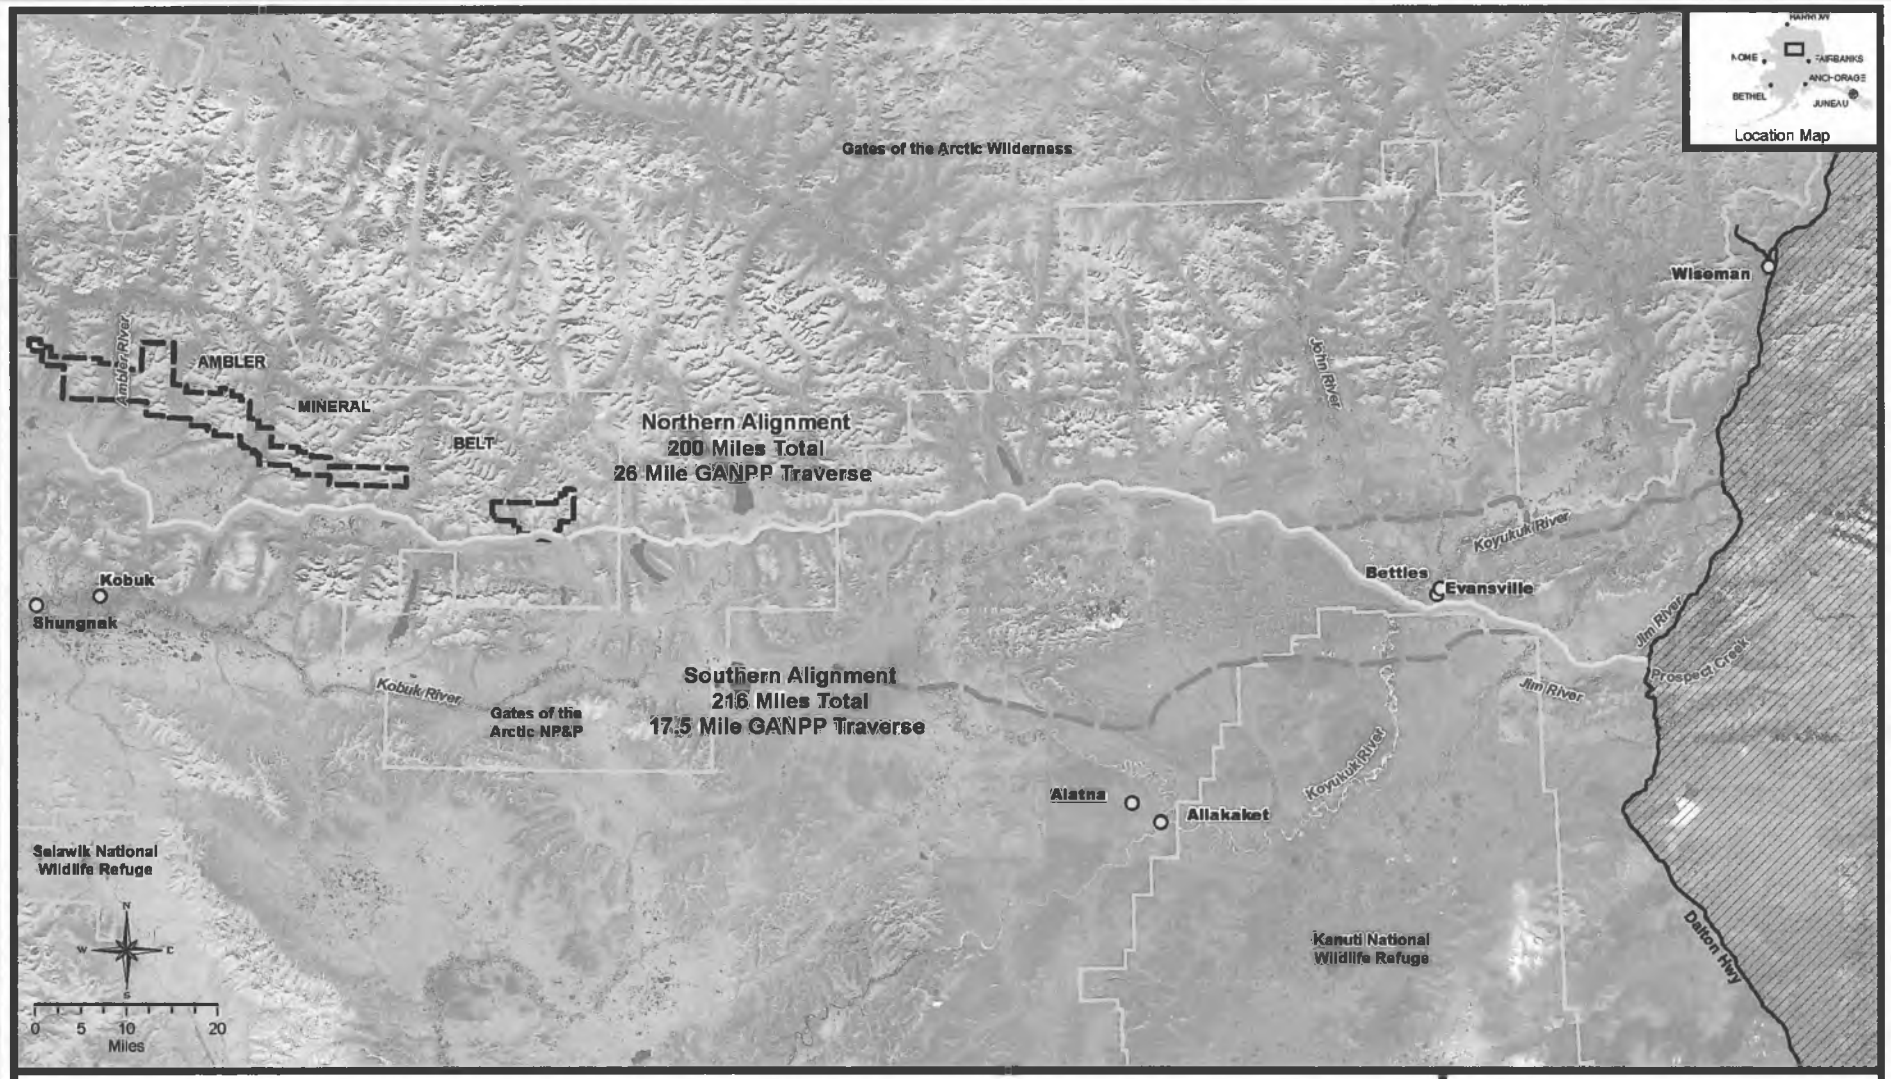 BARROW
NOME
FAIRBANKS
ANCHORAGE
BETHEL
JUNEAU
Location Map
Gates of the Arctic Wilderness
Wiseman
Ambler River
AMBLER
MINERAL
BELT
John River
Northern Alignment
200 Miles Total
26 Mile GANPP Traverse
Koyukuk River
Bettles
Evansville
Kobuk
Shungnak
Jim River
Prospect Creek
Kobuk River
Southern Alignment
216 Miles Total
17.5 Mile GANPP Traverse
Jim River
Gates of the
Arctic NP&P
Koyukuk River
Alatna
Allakaket
Selawik National
Wildlife Refuge
Kanuti National
Wildlife Refuge
Dalton Hwy
N
W E
S
0 5 10 20
Miles